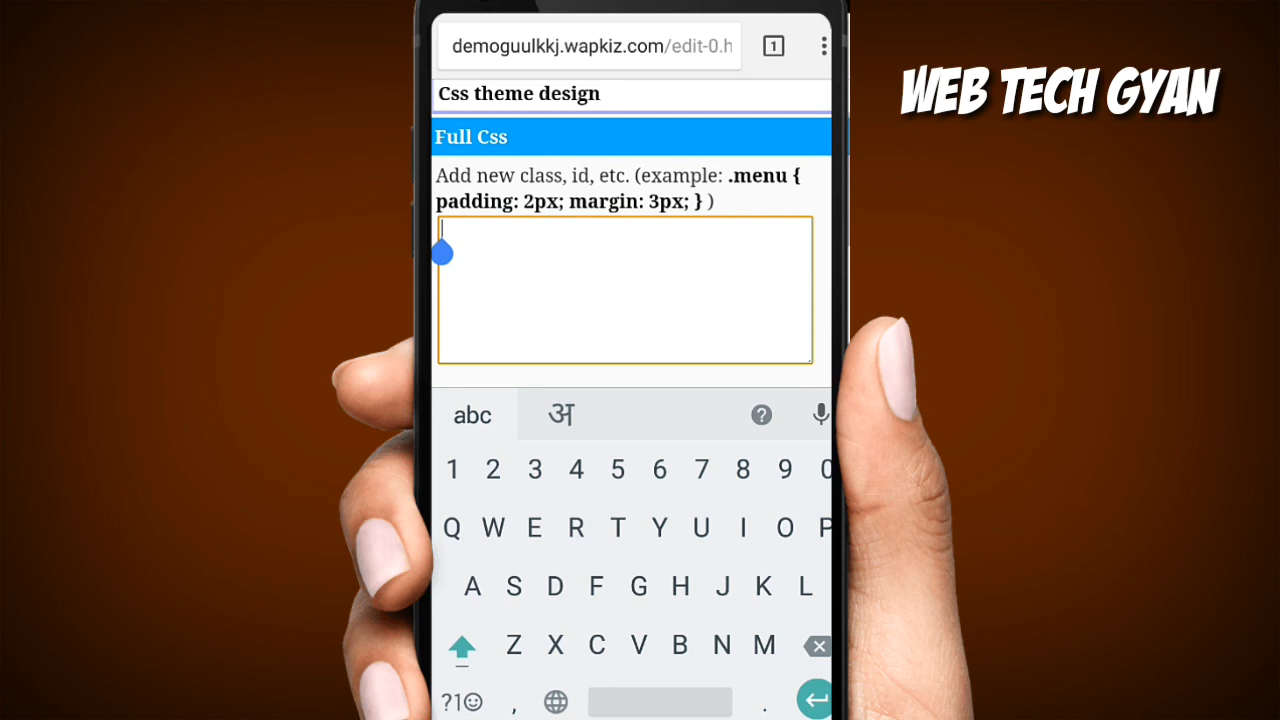 demoguulkkj.wapkiz.com/edit-0.h
1
WEB TECH GYAN
Css theme design
Full Css
Add new class, id, etc. (example: .menu {
padding: 2px; margin: 3px; } )
abc अ ?
1 2 3 4 5 6 7 8 9 0
Q W E R T Y U I O P
A S D F G H J K L
Z X C V B N M
?1 , .